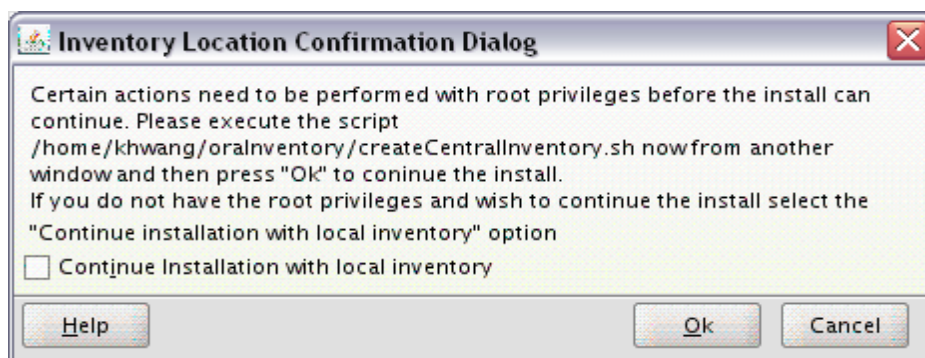 Inventory Location Confirmation Dialog
Certain actions need to be performed with root privileges before the install can
continue. Please execute the script
/home/khwang/oraInventory/createCentralInventory.sh now from another
window and then press "Ok" to coninue the install.
If you do not have the root privileges and wish to continue the install select the
"Continue installation with local inventory" option
Continue Installation with local inventory
Help Ok Cancel